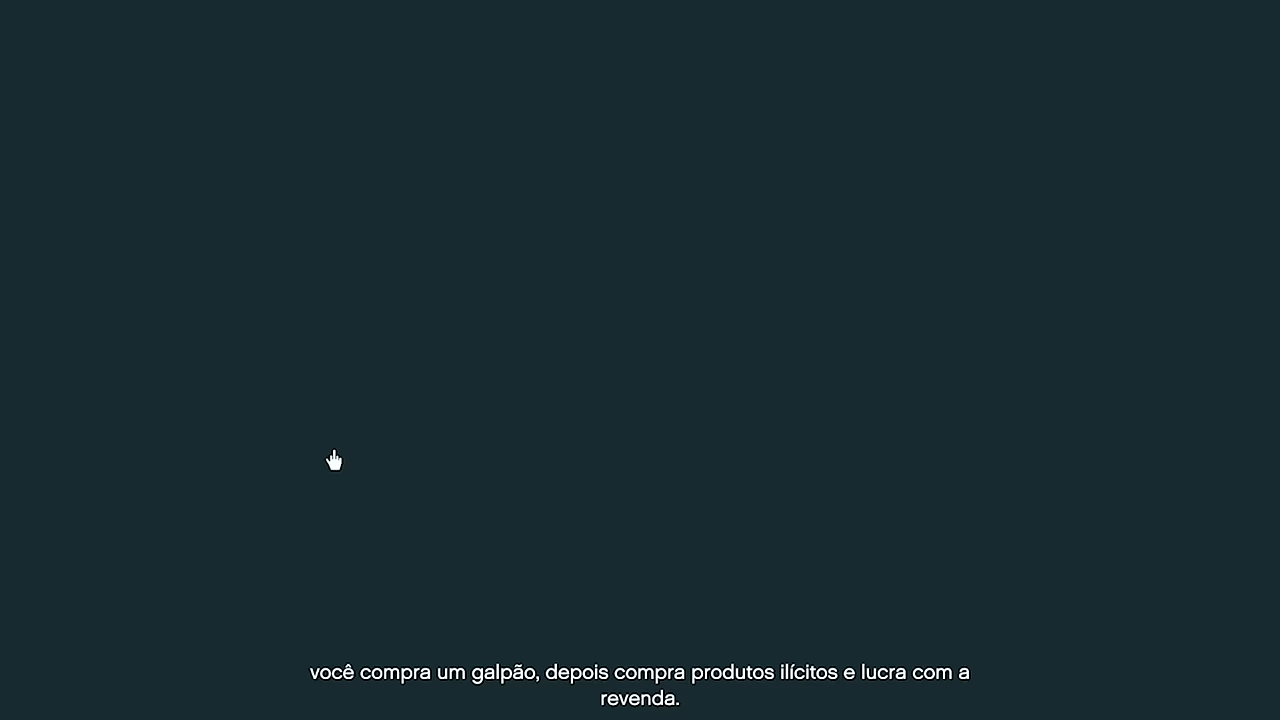 você compra um galpão, depois compra produtos ilícitos e lucra com a
revenda.